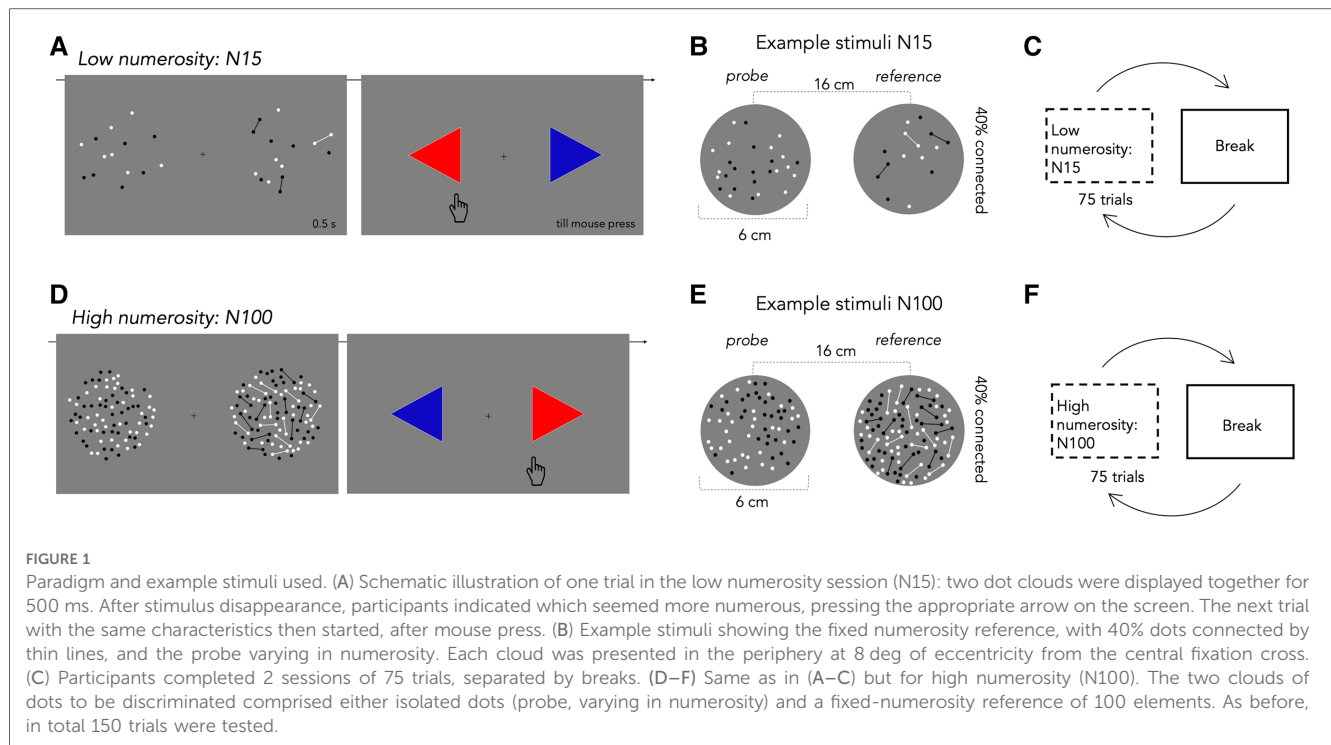 A
Low numerosity: N15
0.5 s
till mouse press
B
Example stimuli N15
probe
reference
16 cm
40% connected
6 cm
C
Low
numerosity:
N15
Break
75 trials
D
High numerosity: N100
E
Example stimuli N100
probe
reference
16 cm
40% connected
6 cm
F
High
numerosity:
N100
Break
75 trials
FIGURE 1
Paradigm and example stimuli used. (A) Schematic illustration of one trial in the low numerosity session (N15): two dot clouds were displayed together for
500 ms. After stimulus disappearance, participants indicated which seemed more numerous, pressing the appropriate arrow on the screen. The next trial
with the same characteristics then started, after mouse press. (B) Example stimuli showing the fixed numerosity reference, with 40% dots connected by
thin lines, and the probe varying in numerosity. Each cloud was presented in the periphery at 8 deg of eccentricity from the central fixation cross.
(C) Participants completed 2 sessions of 75 trials, separated by breaks. (D–F) Same as in (A–C) but for high numerosity (N100). The two clouds of
dots to be discriminated comprised either isolated dots (probe, varying in numerosity) and a fixed-numerosity reference of 100 elements. As before,
in total 150 trials were tested.